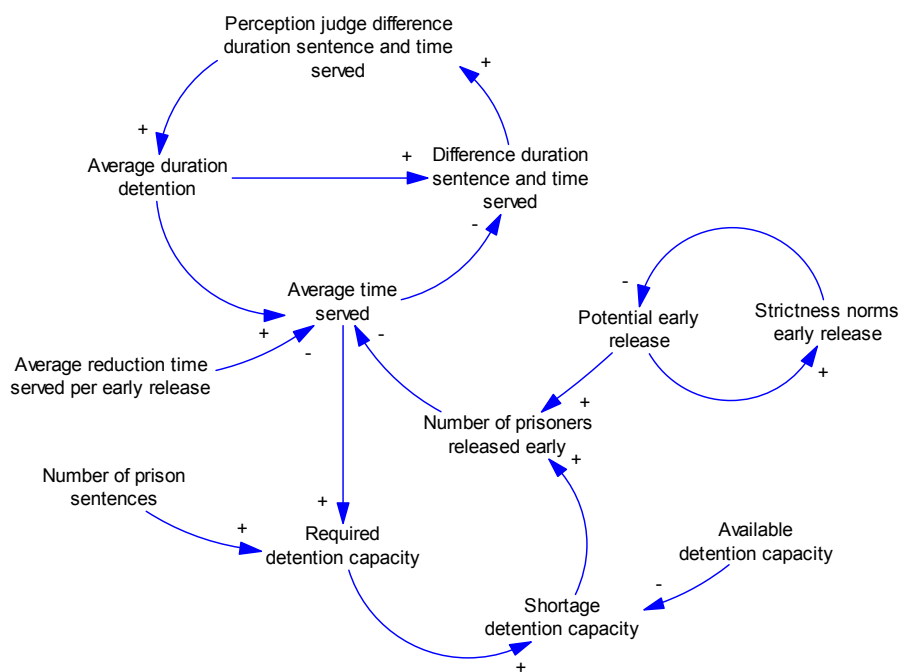 Perception judge difference
duration sentence and time
served
+
+
+
Average duration
detention
+
Difference duration
sentence and time
served
-
Average time
served
+
-
-
Average reduction time
served per early release
-
Potential early
release
Strictness norms
early release
+
+
Number of prisoners
released early
+
Number of prison
sentences
+
+
Required
detention capacity
Available
detention capacity
-
Shortage
detention capacity
+